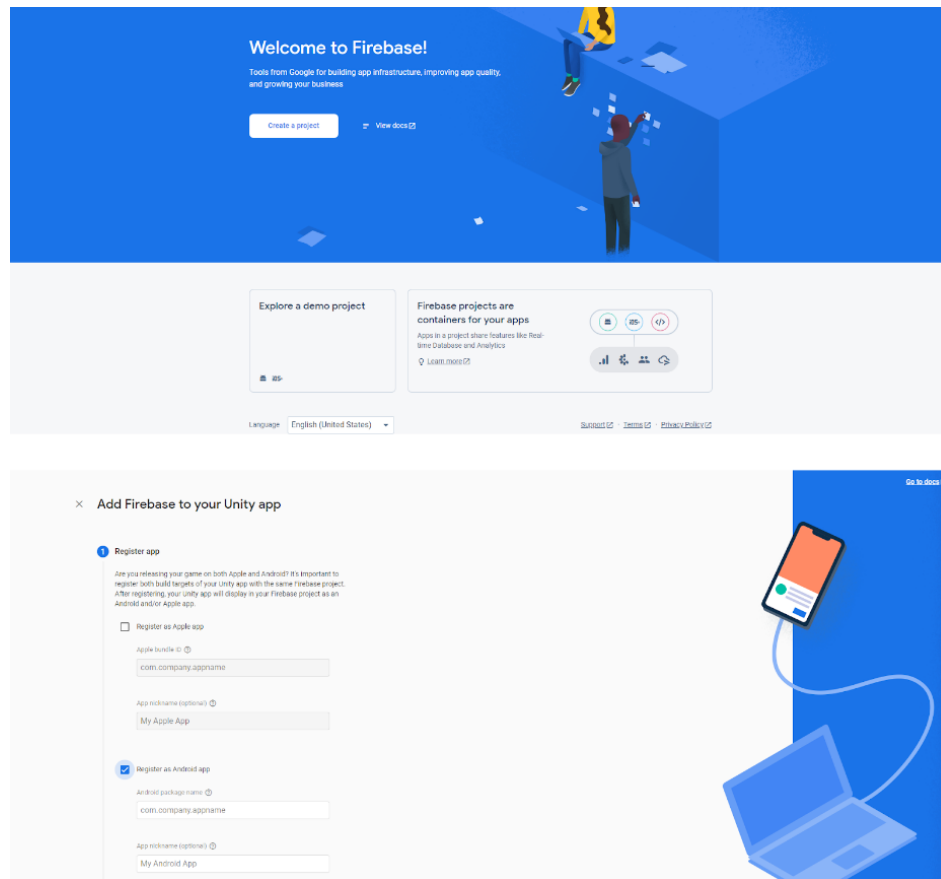 Welcome to Firebase!
Tools from Google for building app infrastructure, improving app quality,
and growing your business
Create a project
View docs
Explore a demo project
Firebase projects are
containers for your apps
Apps in a project share features like Real-
time Database and Analytics
Learn more
iOS+
iOS+
Language
English (United States)
Support · Terms · Privacy Policy
Go to docs
Add Firebase to your Unity app
1 Register app
Are you releasing your game on both Apple and Android? It's important to
register both build targets of your Unity app with the same Firebase project.
After registering, your Unity app will display in your Firebase project as an
Android and/or Apple app.
Register as Apple app
Apple bundle ID
com.company.appname
App nickname (optional)
My Apple App
Register as Android app
Android package name
com.company.appname
App nickname (optional)
My Android App